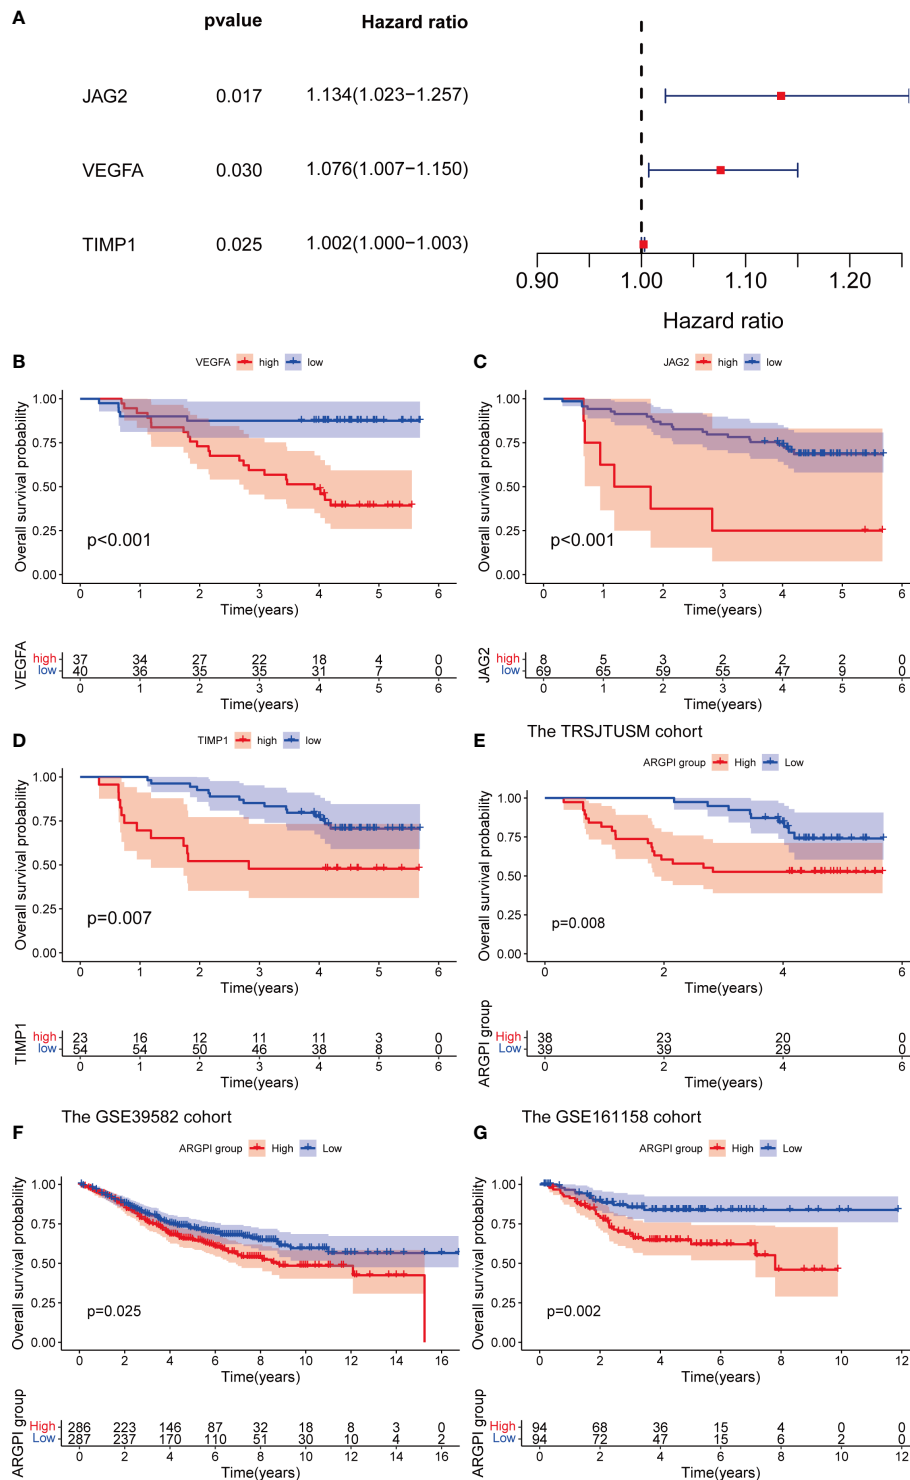 A
pvalue Hazard ratio
JAG2 0.017 1.134(1.023−1.257)
VEGFA 0.030 1.076(1.007−1.150)
TIMP1 0.025 1.002(1.000−1.003)
0.90 1.00 1.10 1.20
Hazard ratio
B
VEGFA high low
Overall survival probability
1.00
0.75
0.50
0.25
0.00
p<0.001
0 1 2 3 4 5 6
Time(years)
VEGFA
high 37 34 27 22 18 4 0
low 40 36 35 35 31 7 0
0 1 2 3 4 5 6
Time(years)
C
JAG2 high low
Overall survival probability
1.00
0.75
0.50
0.25
0.00
p<0.001
0 1 2 3 4 5 6
Time(years)
JAG2
high 8 5 3 2 2 2 0
low 69 65 59 55 47 9 0
0 1 2 3 4 5 6
Time(years)
D
TIMP1 high low
Overall survival probability
1.00
0.75
0.50
0.25
0.00
p=0.007
0 1 2 3 4 5 6
Time(years)
TIMP1
high 23 16 12 11 11 3 0
low 54 54 50 46 38 8 0
0 1 2 3 4 5 6
Time(years)
E
The TRSJTUSM cohort
ARGPI group High Low
Overall survival probability
1.00
0.75
0.50
0.25
0.00
p=0.008
0 2 4 6
Time(years)
ARGPI group
High 38 23 20 0
Low 39 39 29 0
0 2 4 6
Time(years)
F
The GSE39582 cohort
ARGPI group High Low
Overall survival probability
1.00
0.75
0.50
0.25
0.00
p=0.025
0 2 4 6 8 10 12 14 16
Time(years)
ARGPI group
High 286 223 146 87 32 18 8 3 0
Low 287 237 170 110 51 30 10 4 2
0 2 4 6 8 10 12 14 16
Time(years)
G
The GSE161158 cohort
ARGPI group High Low
Overall survival probability
1.00
0.75
0.50
0.25
0.00
p=0.002
0 2 4 6 8 10 12
Time(years)
ARGPI group
High 94 68 36 15 4 0 0
Low 94 72 47 15 6 2 0
0 2 4 6 8 10 12
Time(years)